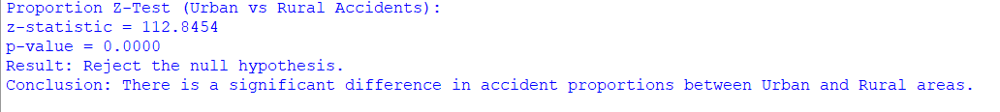 Proportion Z-Test (Urban vs Rural Accidents):
z-statistic = 112.8454
p-value = 0.0000
Result: Reject the null hypothesis.
Conclusion: There is a significant difference in accident proportions between Urban and Rural areas.